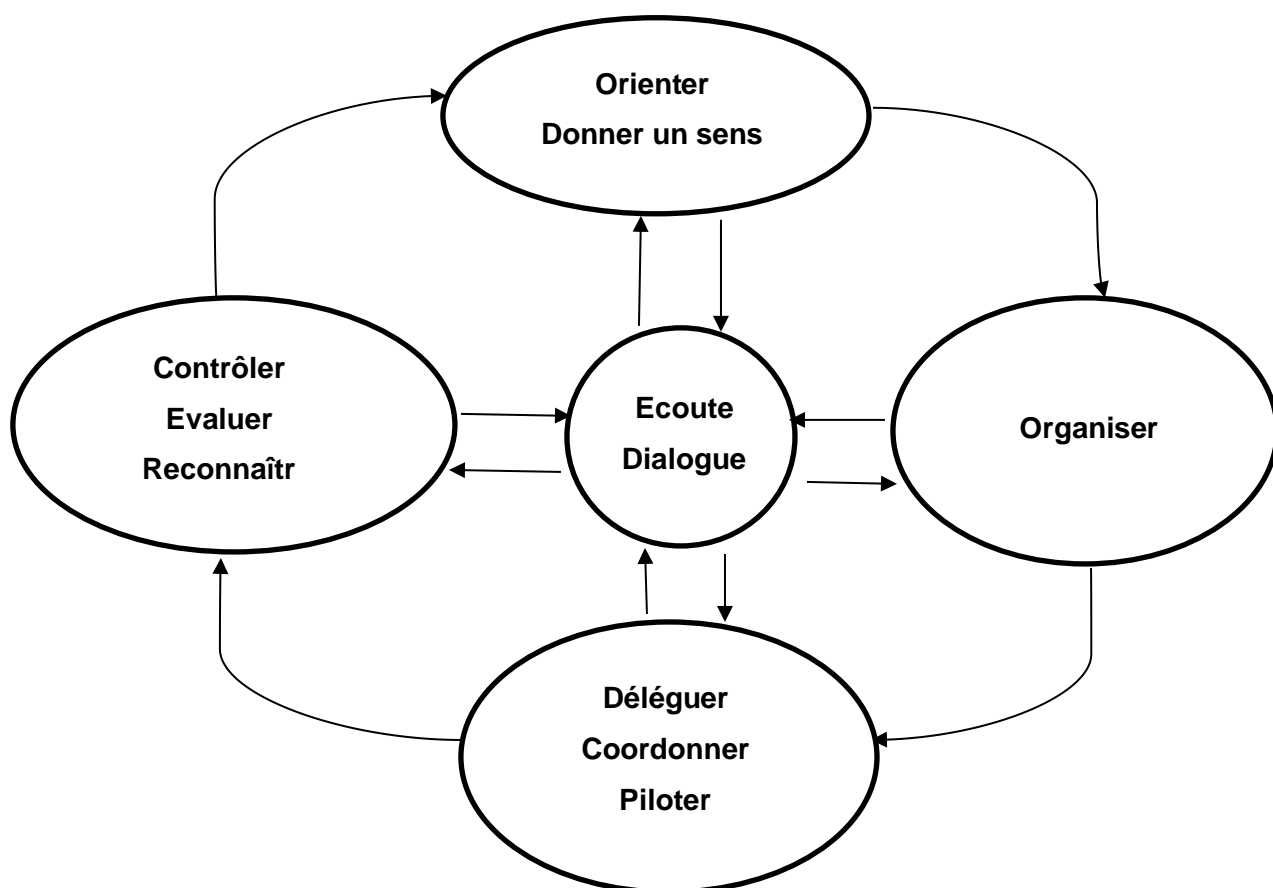 Orienter
Donner un sens
Contrôler
Evaluer
Reconnaîtr
Ecoute
Dialogue
Organiser
Déléguer
Coordonner
Piloter